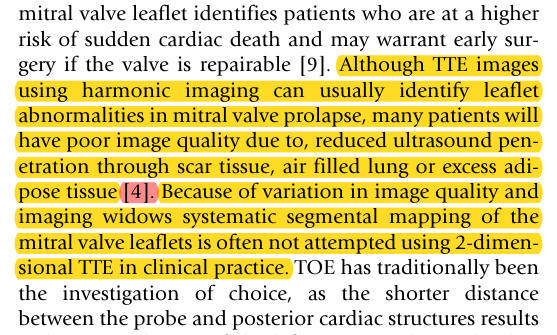 mitral valve leaflet identifies patients who are at a higher
risk of sudden cardiac death and may warrant early sur-
gery if the valve is repairable [9]. Although TTE images
using harmonic imaging can usually identify leaflet
abnormalities in mitral valve prolapse, many patients will
have poor image quality due to, reduced ultrasound pen-
etration through scar tissue, air filled lung or excess adi-
pose tissue [4]. Because of variation in image quality and
imaging windows systematic segmental mapping of the
mitral valve leaflets is often not attempted using 2-dimen-
sional TTE in clinical practice. TOE has traditionally been
the investigation of choice, as the shorter distance
between the probe and posterior cardiac structures results